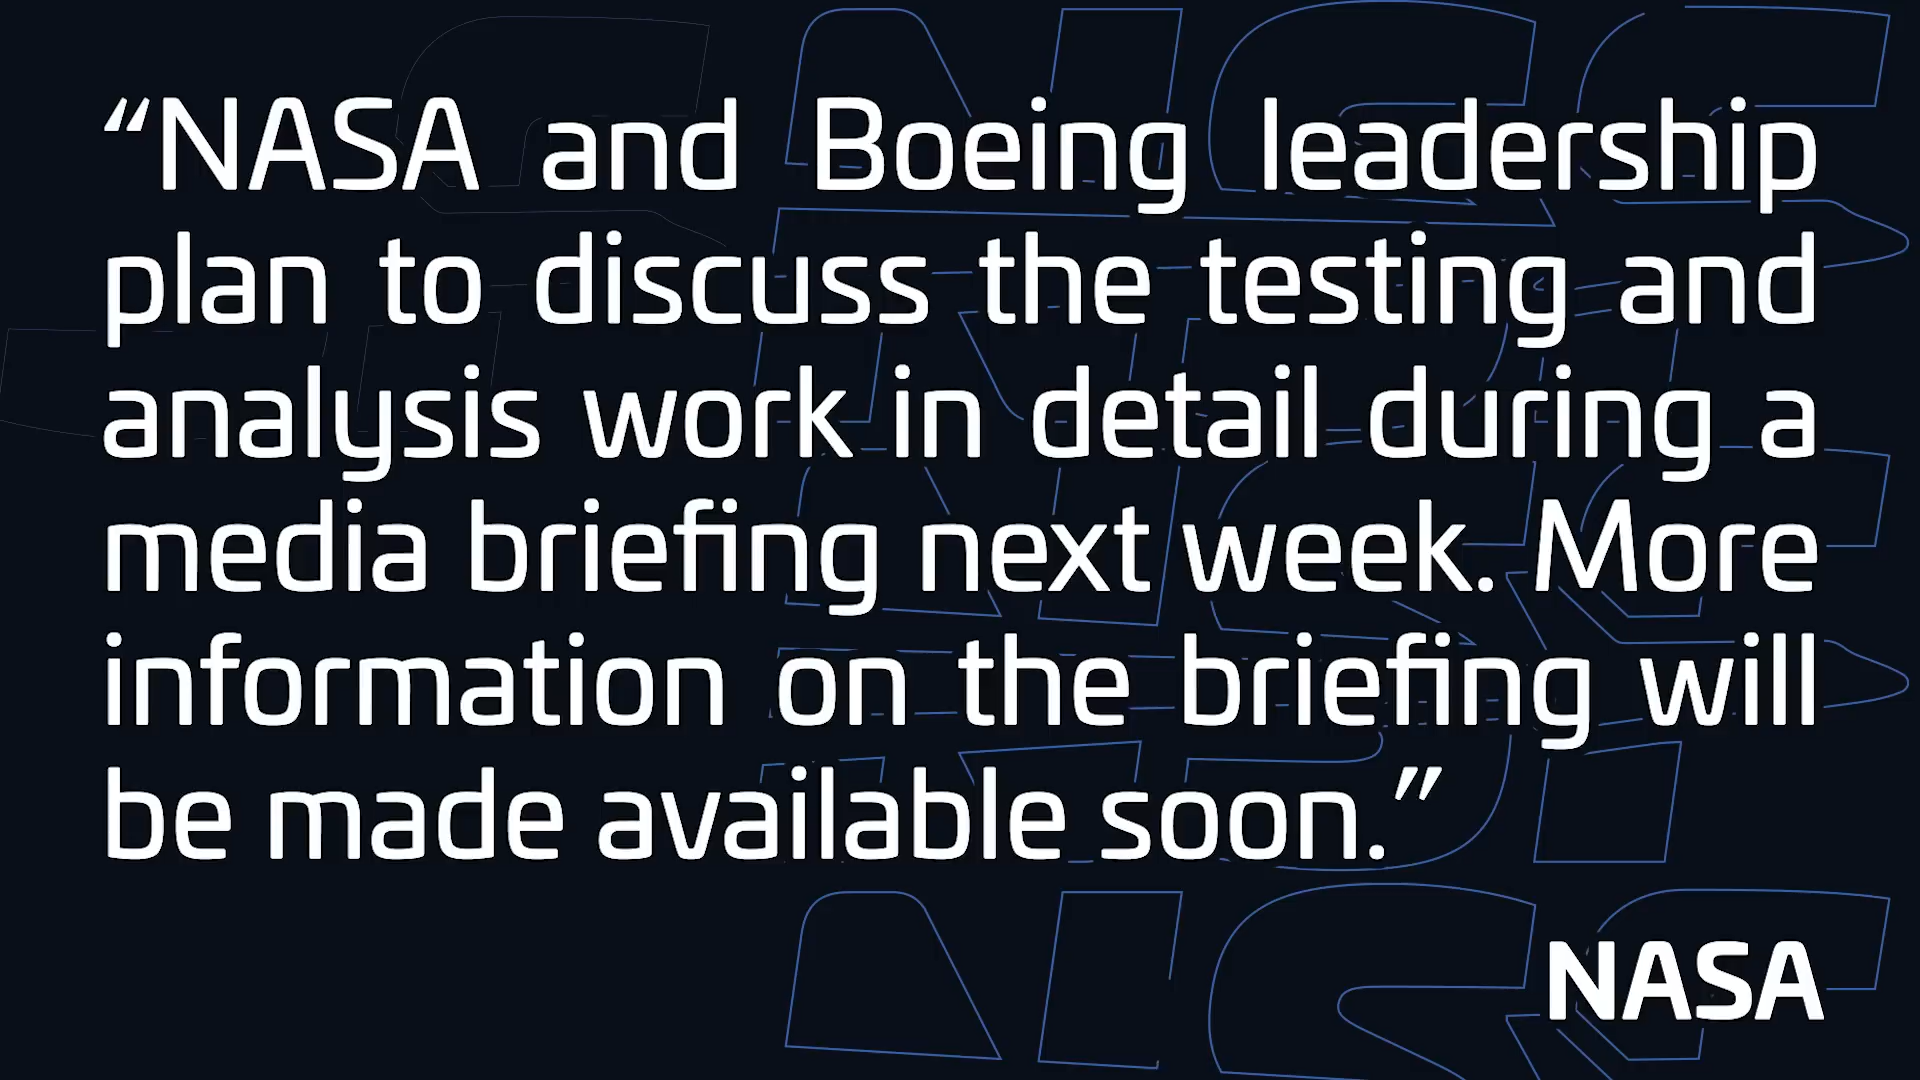 “NASA and Boeing leadership
plan to discuss the testing and
analysis work in detail during a
media briefing next week. More
information on the briefing will
be made available soon.”
NASA